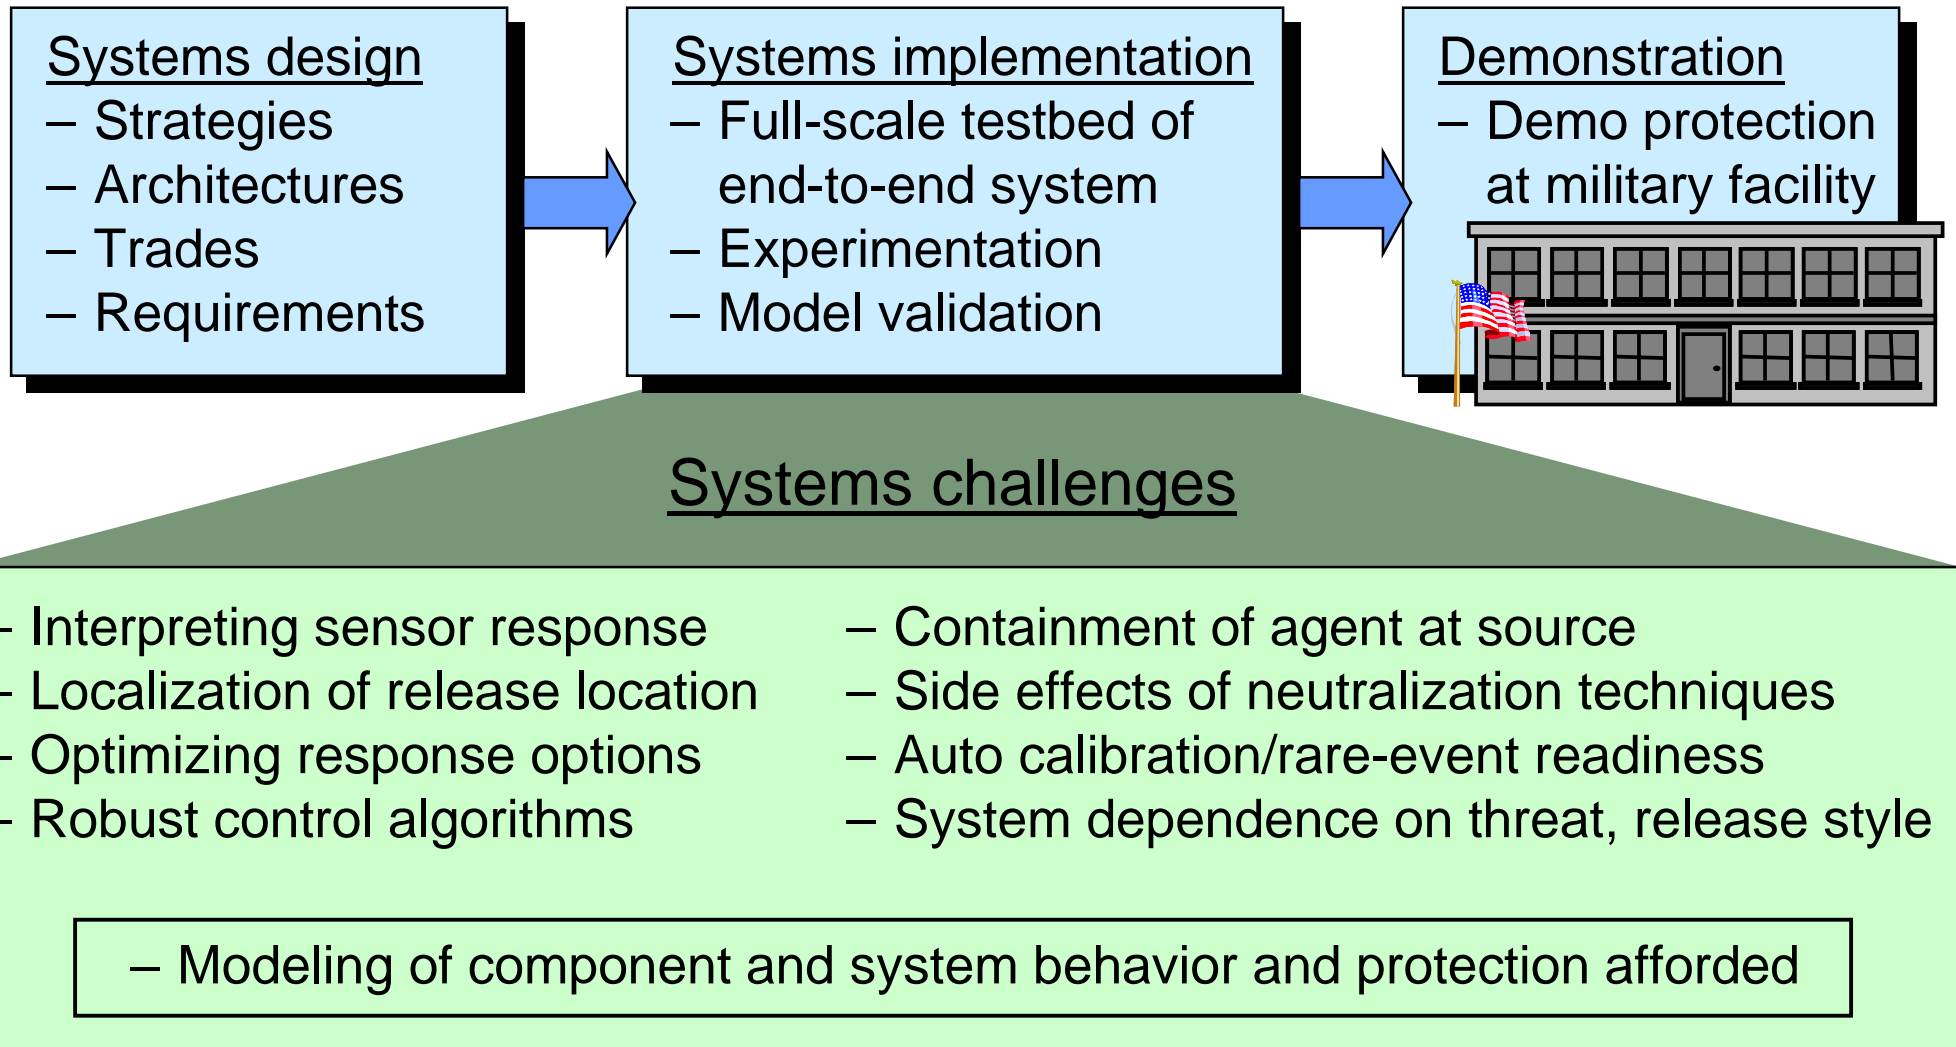 Systems design
– Strategies
– Architectures
– Trades
– Requirements
Systems implementation
– Full-scale testbed of
end-to-end system
– Experimentation
– Model validation
Demonstration
– Demo protection
at military facility
Systems challenges
– Interpreting sensor response
– Localization of release location
– Optimizing response options
– Robust control algorithms
– Containment of agent at source
– Side effects of neutralization techniques
– Auto calibration/rare-event readiness
– System dependence on threat, release style
– Modeling of component and system behavior and protection afforded